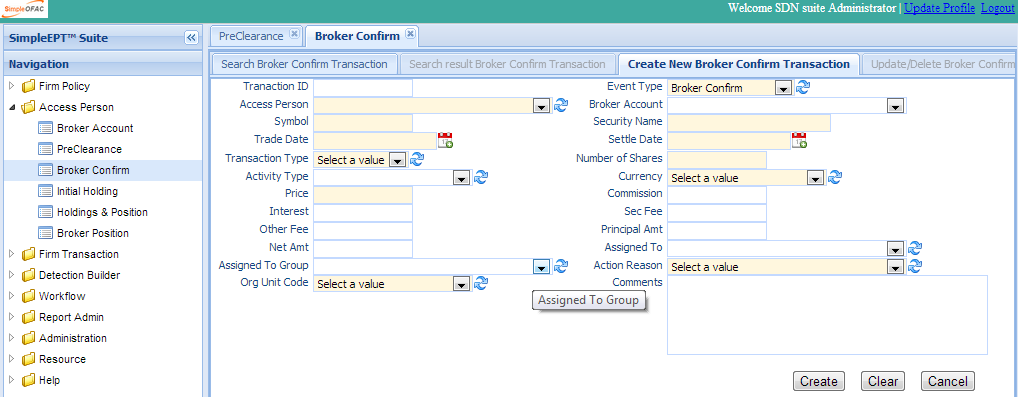 SimpleOFAC
Welcome SDN suite Administrator | Update Profile Logout
SimpleEPT™ Suite
PreClearance
Broker Confirm
Navigation
Search Broker Confirm Transaction
Search result Broker Confirm Transaction
Create New Broker Confirm Transaction
Update/Delete Broker Confirm
Firm Policy
Access Person
Broker Account
PreClearance
Broker Confirm
Initial Holding
Holdings & Position
Broker Position
Firm Transaction
Detection Builder
Workflow
Report Admin
Administration
Resource
Help
Tranaction ID
Event Type Broker Confirm
Access Person
Broker Account
Symbol
Security Name
Trade Date
Settle Date
Transaction Type Select a value
Number of Shares
Activity Type
Currency Select a value
Price
Commission
Interest
Sec Fee
Other Fee
Principal Amt
Net Amt
Assigned To
Assigned To Group
Action Reason Select a value
Org Unit Code Select a value
Comments
Assigned To Group
Create Clear Cancel